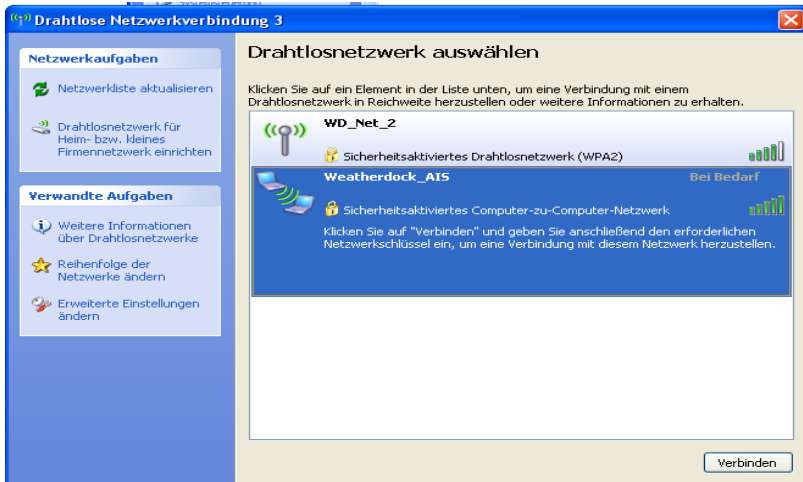 Drahtlose Netzwerkverbindung 3
Netzwerkaufgaben
Netzwerkliste aktualisieren
Drahtlosnetzwerk für
Heim- bzw. kleines
Firmennetzwerk einrichten
Verwandte Aufgaben
Weitere Informationen
über Drahtlosnetzwerke
Reihenfolge der
Netzwerke ändern
Erweiterte Einstellungen
ändern
Drahtlosnetzwerk auswählen
Klicken Sie auf ein Element in der Liste unten, um eine Verbindung mit einem
Drahtlosnetzwerk in Reichweite herzustellen oder weitere Informationen zu erhalten.
WD_Net_2
Sicherheitsaktiviertes Drahtlosnetzwerk (WPA2)
Weatherdock_AIS Bei Bedarf
Sicherheitsaktiviertes Computer-zu-Computer-Netzwerk
Klicken Sie auf "Verbinden" und geben Sie anschließend den erforderlichen
Netzwerkschlüssel ein, um eine Verbindung mit diesem Netzwerk herzustellen.
Verbinden